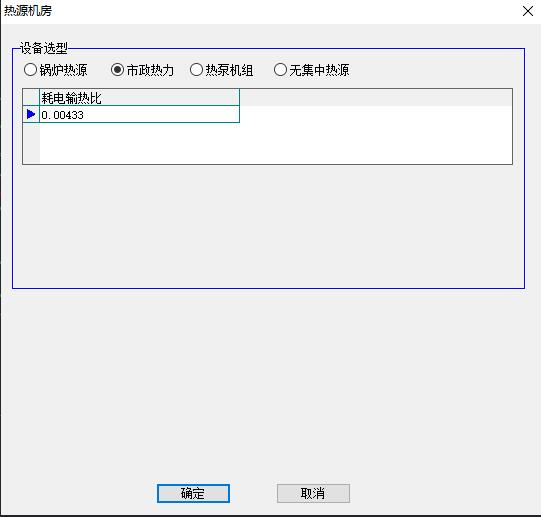 热源机房
设备选型
锅炉热源 市政热力 热泵机组 无集中热源
耗电输热比
0.00433
确定 取消